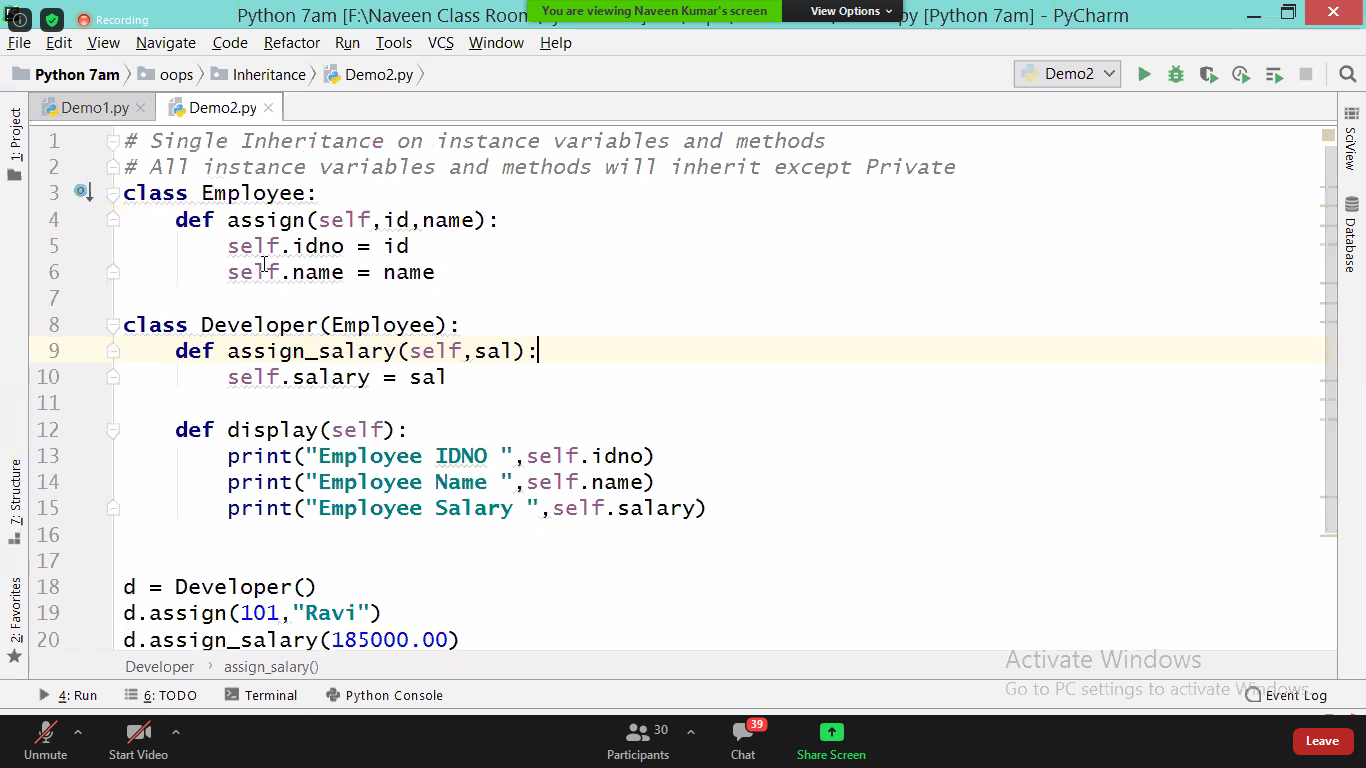 Recording
Python 7am [F:\Naveen Class Room
You are viewing Naveen Kumar's screen
View Options
py [Python 7am] - PyCharm
File Edit View Navigate Code Refactor Run Tools VCS Window Help
Python 7am oops Inheritance Demo2.py
Demo2
Demo1.py Demo2.py
1: Project
7: Structure
2: Favorites
SciView
Database
1 # Single Inheritance on instance variables and methods
2 # All instance variables and methods will inherit except Private
3 class Employee:
4 def assign(self,id,name):
5 self.idno = id
6 self.name = name
7
8 class Developer(Employee):
9 def assign_salary(self,sal):
10 self.salary = sal
11
12 def display(self):
13 print("Employee IDNO ",self.idno)
14 print("Employee Name ",self.name)
15 print("Employee Salary ",self.salary)
16
17
18 d = Developer()
19 d.assign(101,"Ravi")
20 d.assign_salary(185000.00)
Developer assign_salary()
Activate Windows
Go to PC settings to activate Windows.
4: Run 6: TODO Terminal Python Console Event Log
Unmute Start Video Participants 30 Chat 39 Share Screen Leave